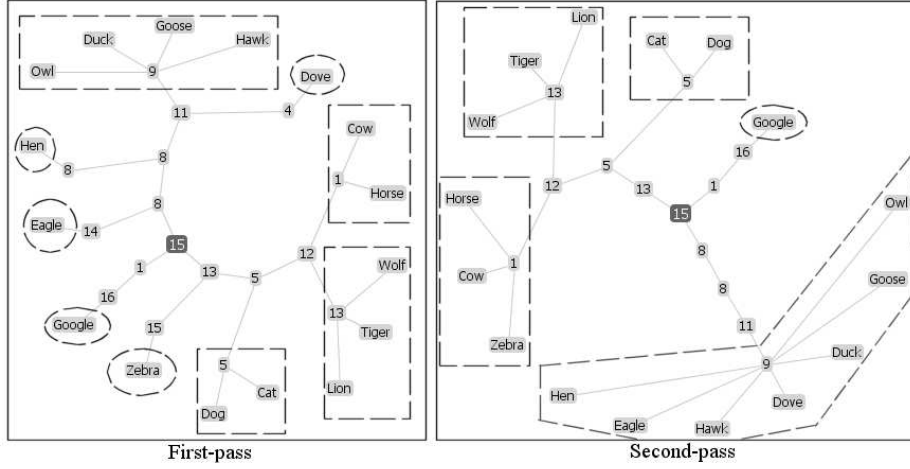 Goose
Duck
Hawk
Owl
9
Dove
11
4
Cow
Hen
8
8
1
Horse
8
Eagle
14
15
12
Wolf
1
13
5
16
13
Google
15
Tiger
Zebra
5
Cat
Lion
Dog
First-pass
Lion
Cat
Dog
Tiger
5
13
Wolf
Google
16
5
12
13
1
Horse
15
Owl
8
1
Cow
Goose
8
11
Zebra
Duck
9
Hen
Dove
Eagle
Hawk
Second-pass